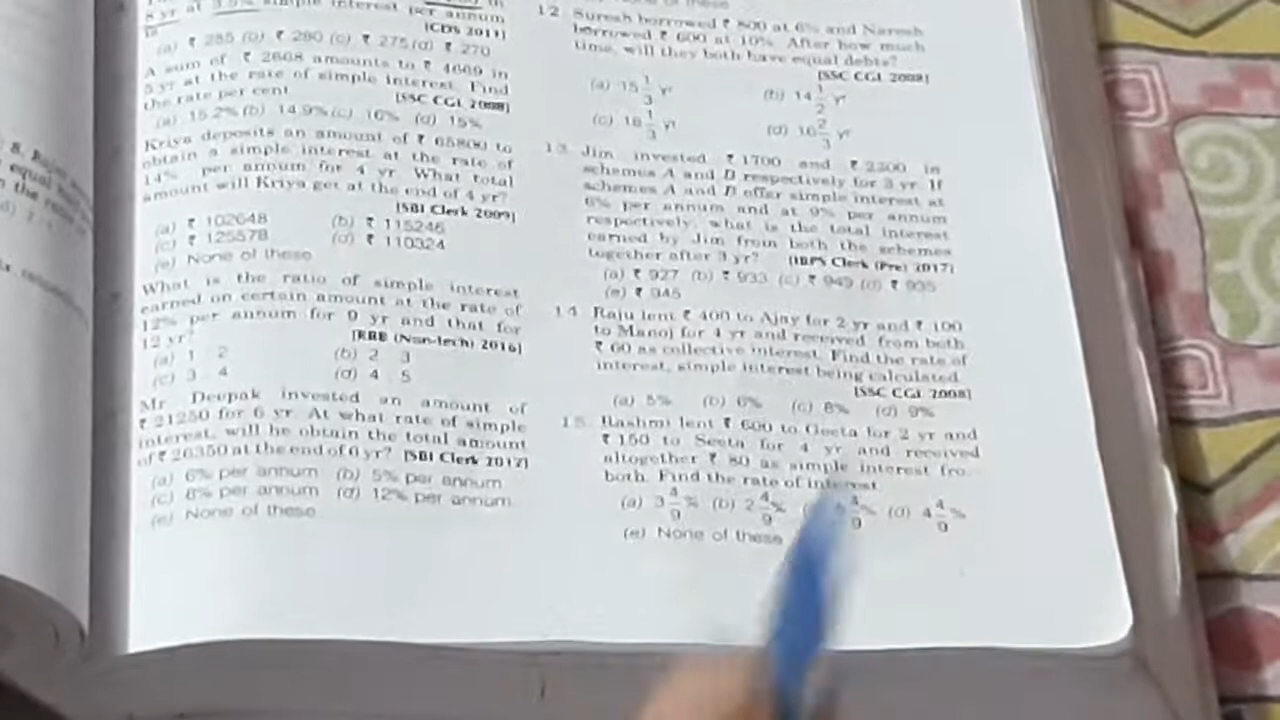 simple interest per annum
[CDS 2011]
(a) ₹ 285 (b) ₹ 280 (c) ₹ 275 (d) ₹ 270
A sum of ₹ 2668 amounts to ₹ 4669 in
5 yr at the rate of simple interest. Find
the rate per cent.
[SSC CGL 2008]
(a) 15.2% (b) 14.9% (c) 16% (d) 15%
Kriya deposits an amount of ₹ 65800 to
obtain a simple interest at the rate of
14% per annum for 4 yr. What total
amount will Kriya get at the end of 4 yr?
[SBI Clerk 2009]
(a) ₹ 102648 (b) ₹ 115246
(c) ₹ 125578 (d) ₹ 110324
(e) None of these
What is the ratio of simple interest
earned on certain amount at the rate of
12% per annum for 9 yr and that for
12 yr?
[RRB (Non-tech) 2016]
(a) 1 : 2 (b) 2 : 3
(c) 3 : 4 (d) 4 : 5
Mr Deepak invested an amount of
₹ 21250 for 6 yr. At what rate of simple
interest, will he obtain the total amount
of ₹ 26350 at the end of 6 yr? [SBI Clerk 2012]
(a) 6% per annum (b) 5% per annum
(c) 8% per annum (d) 12% per annum
(e) None of these
12. Suresh borrowed ₹ 800 at 6% and Naresh
borrowed ₹ 600 at 10%. After how much
time, will they both have equal debts?
[SSC CGL 2008]
(a) 15 1/3 yr (b) 14 1/2 yr
(c) 18 1/3 yr (d) 16 2/3 yr
13. Jim invested ₹ 1700 and ₹ 2300 in
schemes A and B respectively for 3 yr. If
schemes A and B offer simple interest at
6% per annum and at 9% per annum
respectively, what is the total interest
earned by Jim from both the schemes
together after 3 yr? [IBPS Clerk (Pre) 2017]
(a) ₹ 927 (b) ₹ 933 (c) ₹ 949 (d)
(e) ₹ 945
14. Raju lent ₹ 400 to Ajay for 2 yr and ₹ 100
to Manoj for 4 yr and received from both
₹ 60 as collective interest. Find the rate of
interest, simple interest being calculated.
[SSC CGL 2008]
(a) 5% (b) 6% (c) 8% (d) 9%
15. Rashmi lent ₹ 600 to Geeta for 2 yr and
₹ 150 to Seeta for 4 yr and received
altogether ₹ 80 as simple interest fro
both. Find the rate of interest.
(a) 3 4/9 % (b) 2 4/9 % 4/9 % (d) 4 4/9 %
(e) None of these